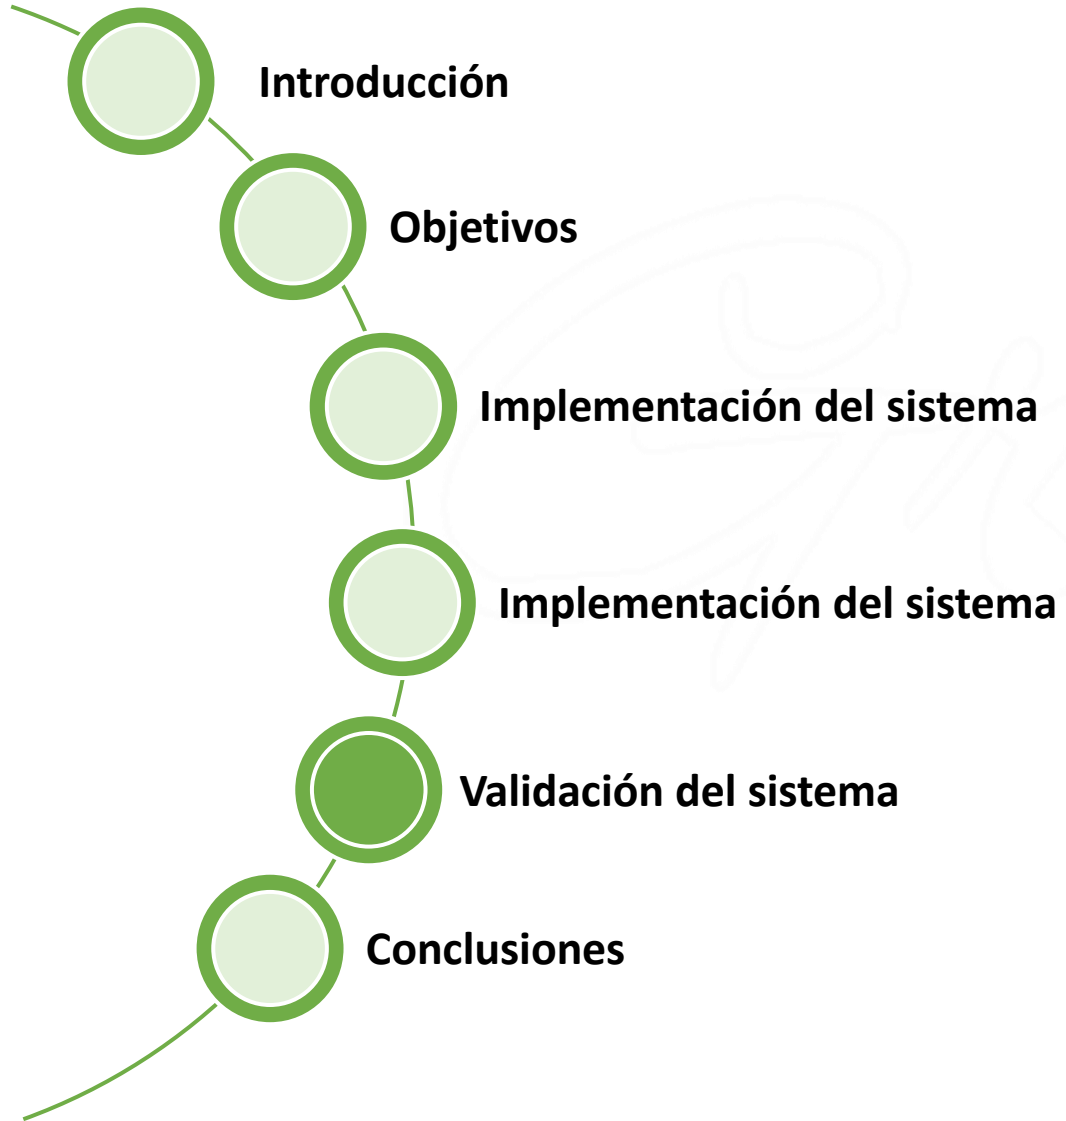 Introducción
Objetivos
Implementación del sistema
Implementación del sistema
Validación del sistema
Conclusiones